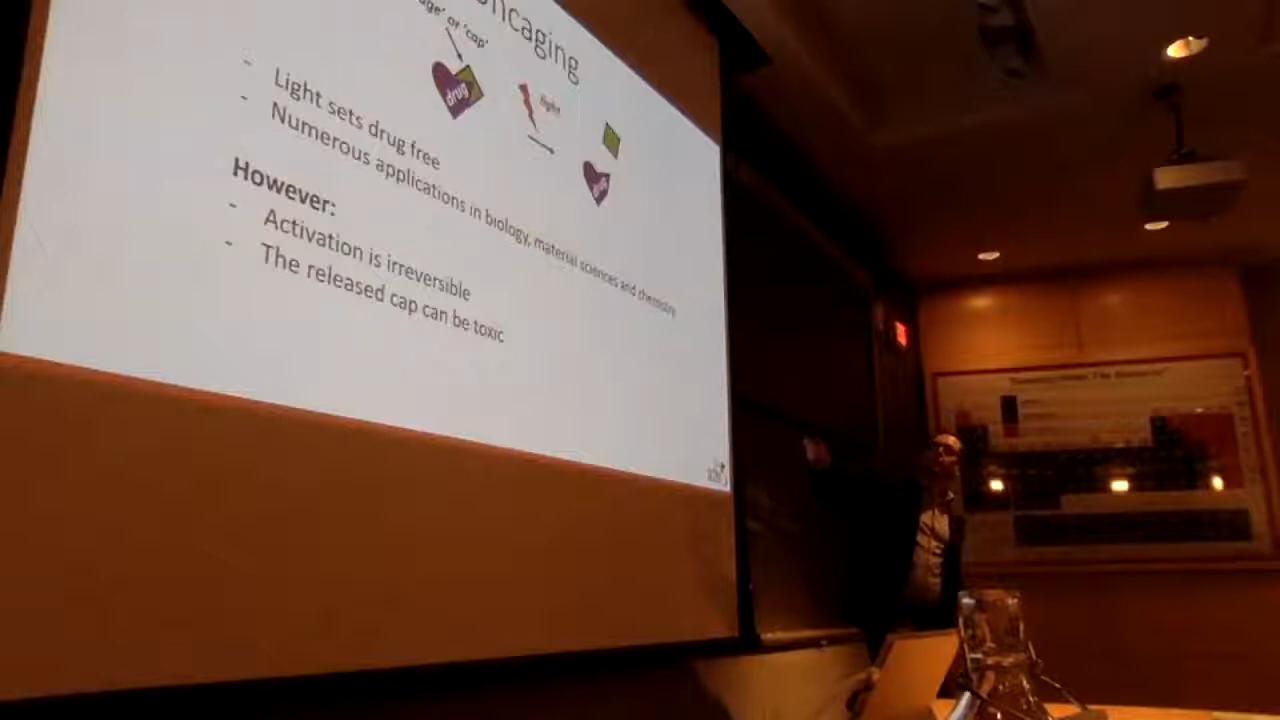 ncaging
age' or 'cap'
drug
light
drug
- Light sets drug free
- Numerous applications in biology, material sciences and chemistry
However:
- Activation is irreversible
- The released cap can be toxic